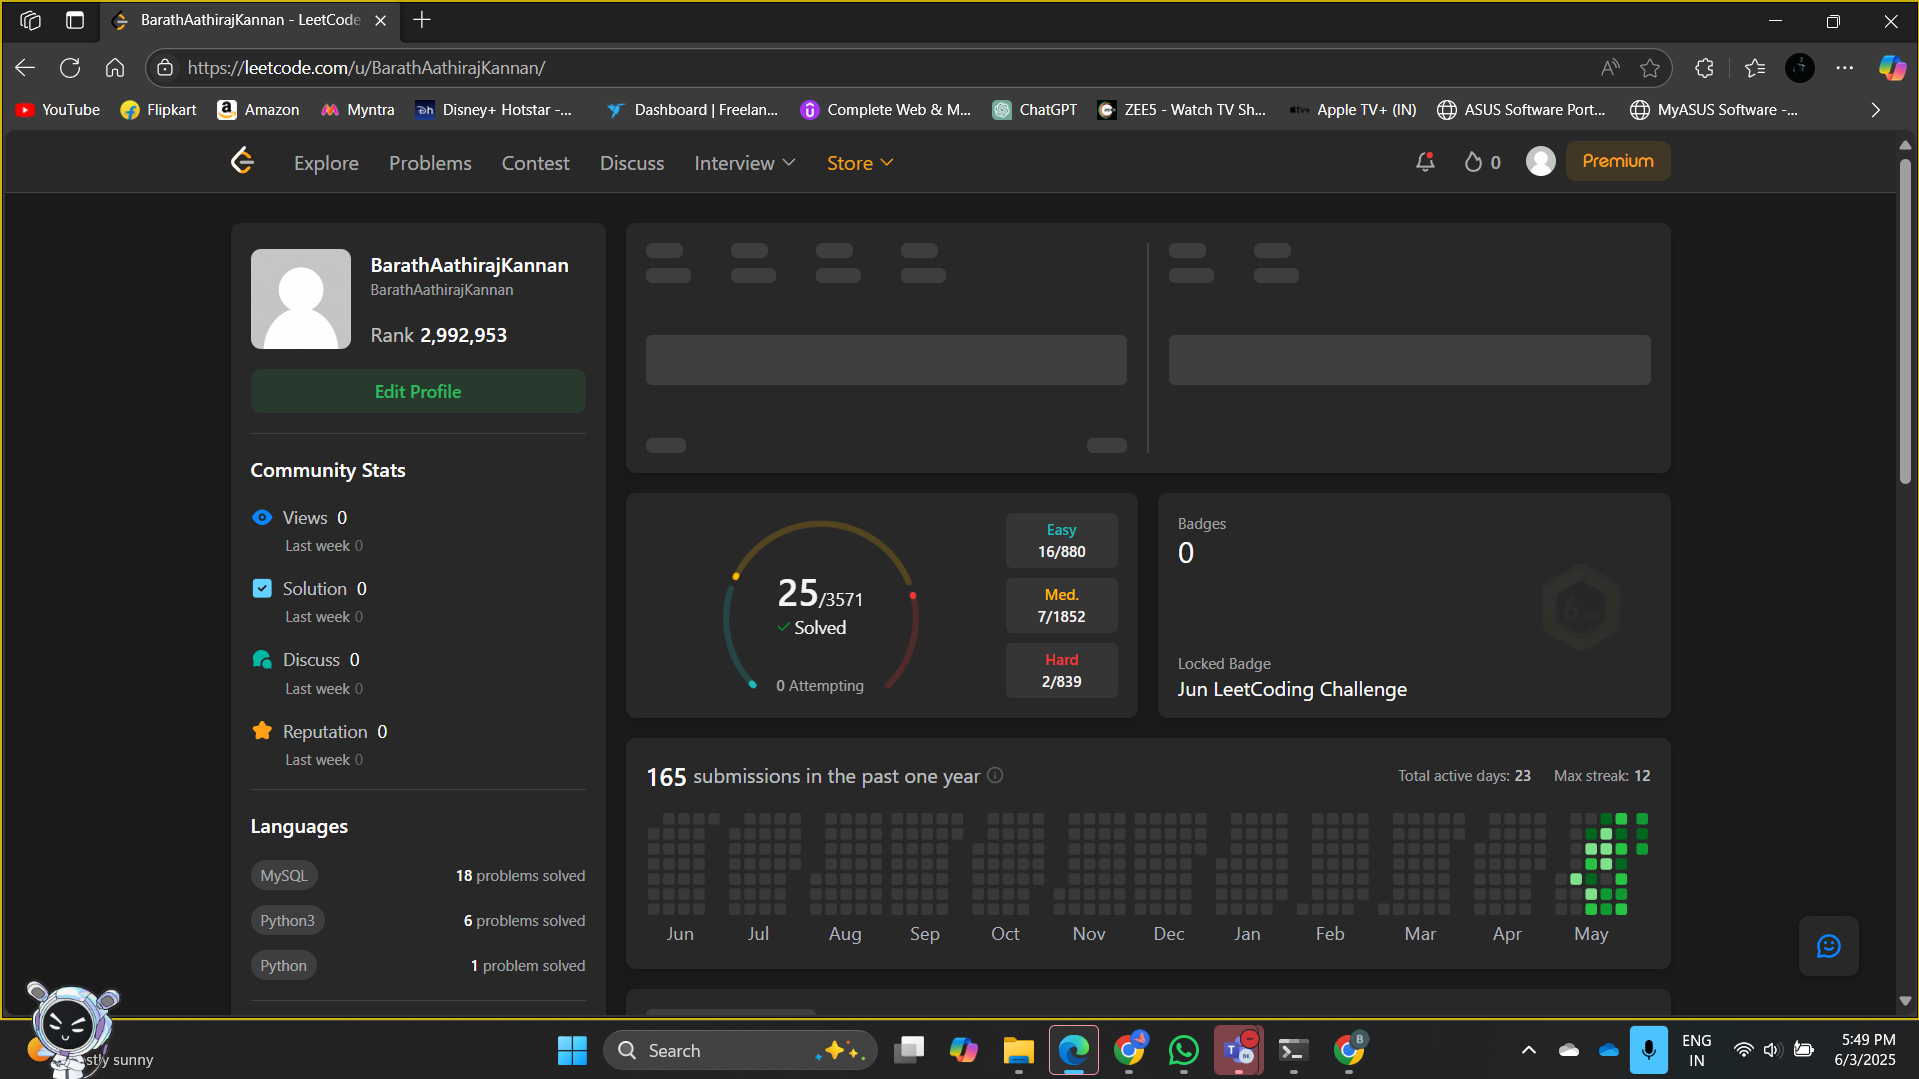 BarathAathirajKannan - LeetCode
https://leetcode.com/u/BarathAathirajKannan/
YouTube Flipkart Amazon Myntra Disney+ Hotstar -... Dashboard | Freelan... Complete Web & M... ChatGPT ZEE5 - Watch TV Sh... Apple TV+ (IN) ASUS Software Port... MyASUS Software -...
Explore Problems Contest Discuss Interview Store 0 Premium
BarathAathirajKannan
BarathAathirajKannan
Rank 2,992,953
Edit Profile
Community Stats
Views 0
Last week 0
Solution 0
Last week 0
Discuss 0
Last week 0
Reputation 0
Last week 0
Languages
MySQL 18 problems solved
Python3 6 problems solved
Python 1 problem solved
25/3571
Solved
0 Attempting
Easy
16/880
Med.
7/1852
Hard
2/839
Badges
0
Locked Badge
Jun LeetCoding Challenge
165 submissions in the past one year Total active days: 23 Max streak: 12
Jun Jul Aug Sep Oct Nov Dec Jan Feb Mar Apr May
sunny
Search
ENG
IN
5:49 PM
6/3/2025